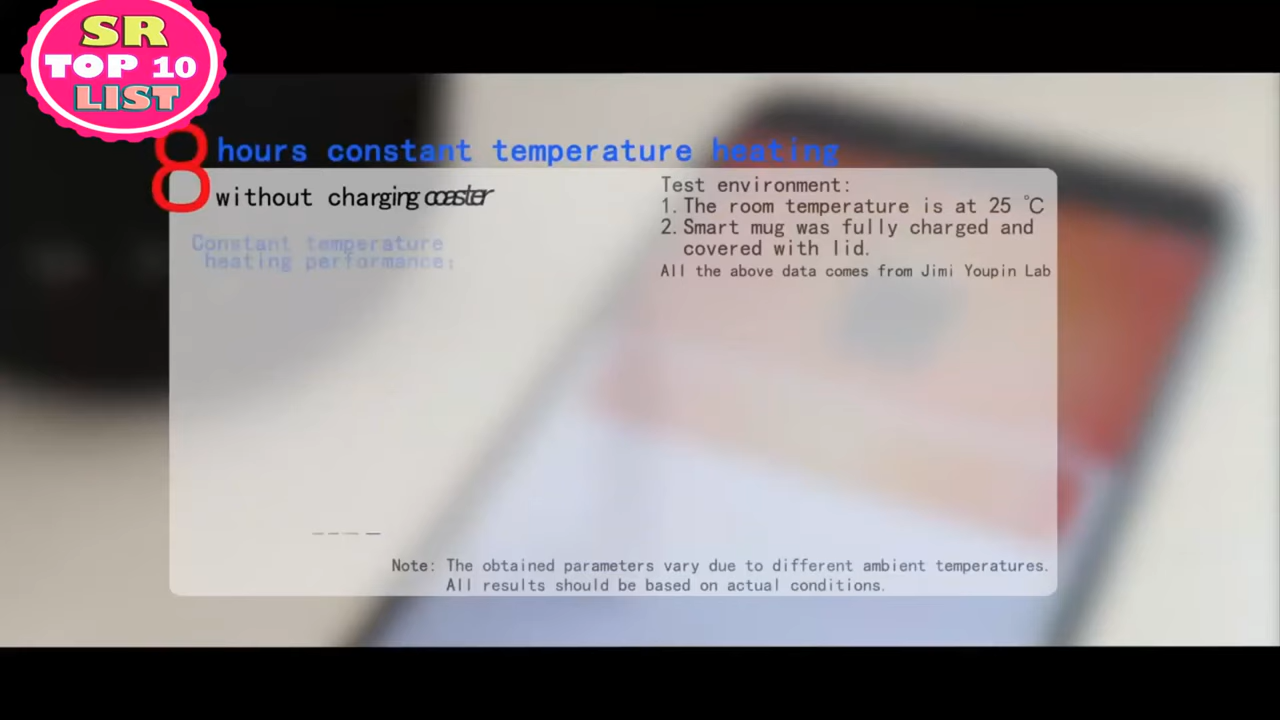 SR
TOP 10
LIST
8 hours constant temperature heating
without charging coaster
Constant temperature
heating performance:
Test environment:
1. The room temperature is at 25 ℃
2. Smart mug was fully charged and
covered with lid.
All the above data comes from Jimi Youpin Lab
Note: The obtained parameters vary due to different ambient temperatures.
All results should be based on actual conditions.